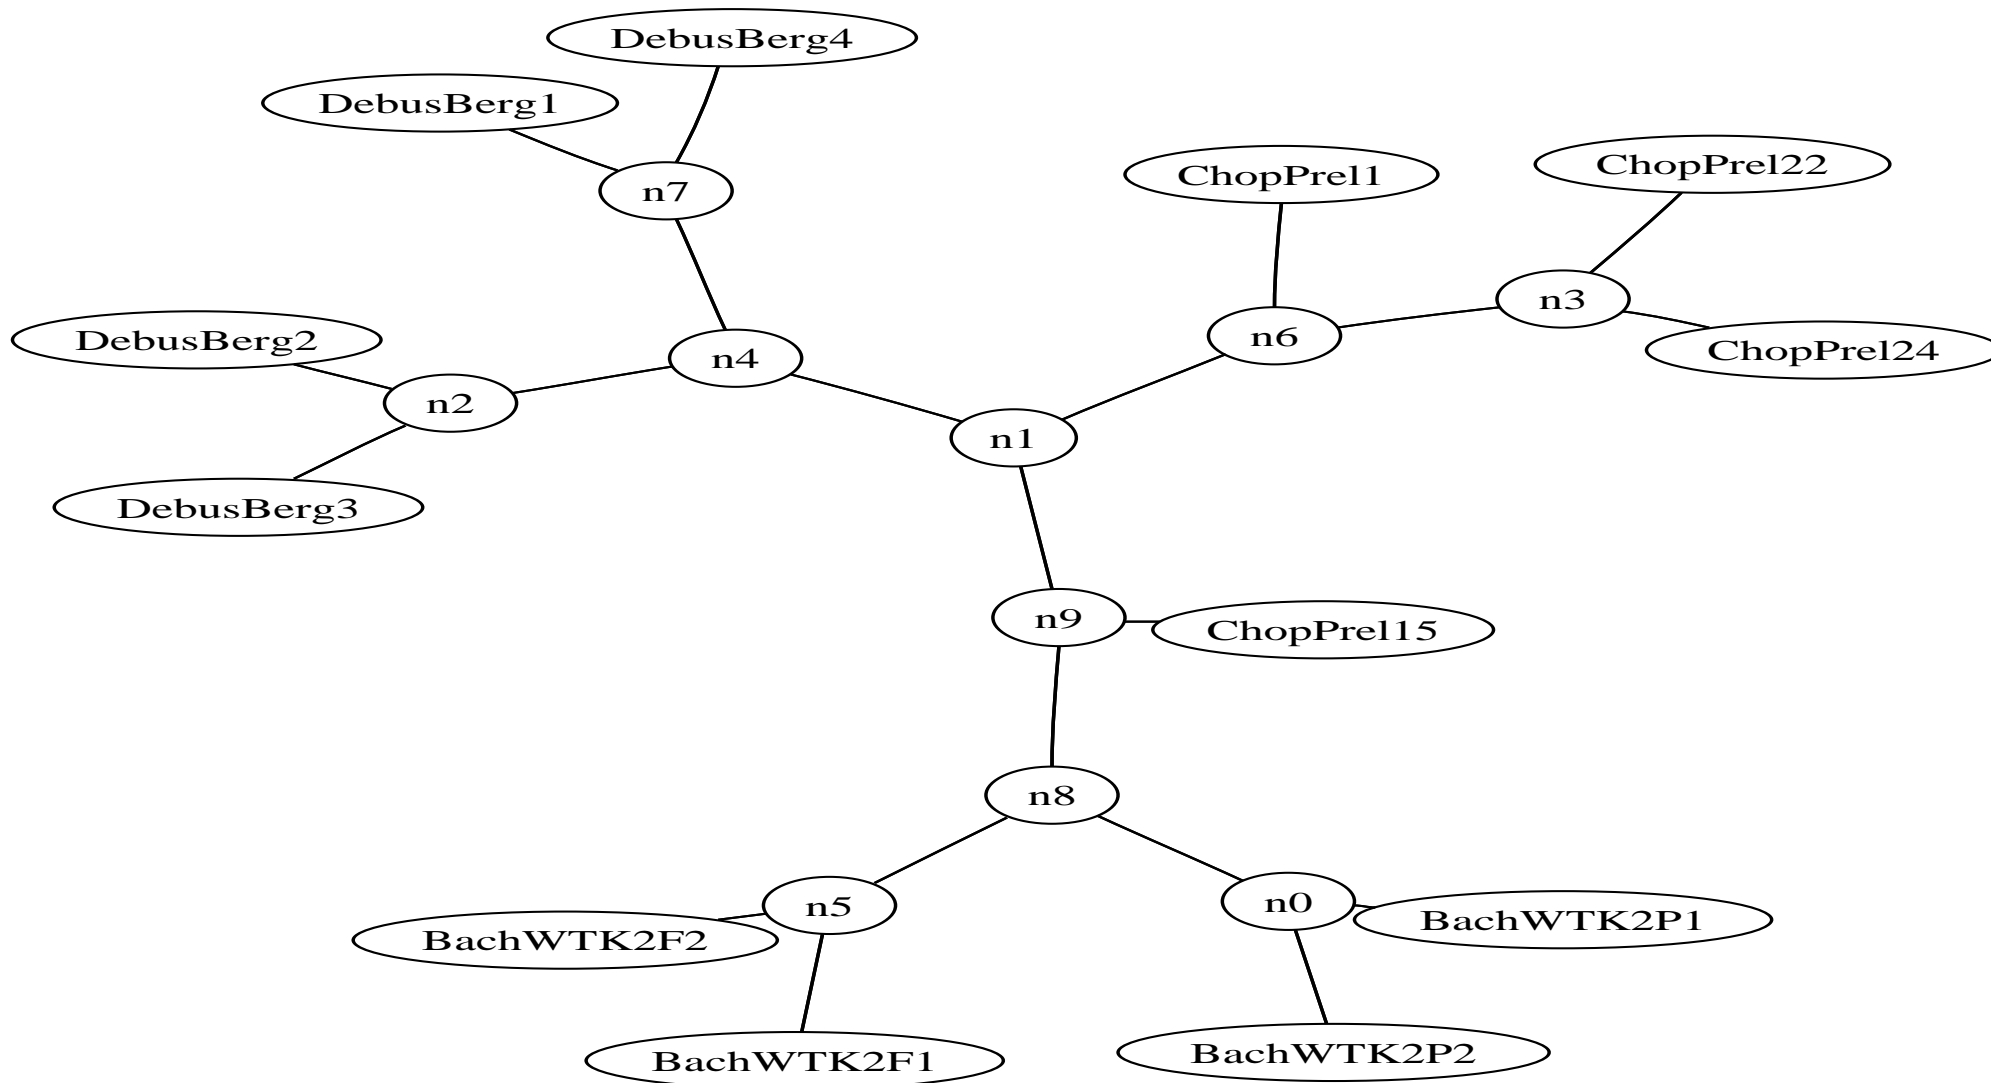 DebusBerg4
DebusBerg1
ChopPrel22
ChopPrel1
n7
n3
n6
DebusBerg2
ChopPrel24
n4
n2
n1
DebusBerg3
n9
ChopPrel15
n8
n0
n5
BachWTK2P1
BachWTK2F2
BachWTK2P2
BachWTK2F1